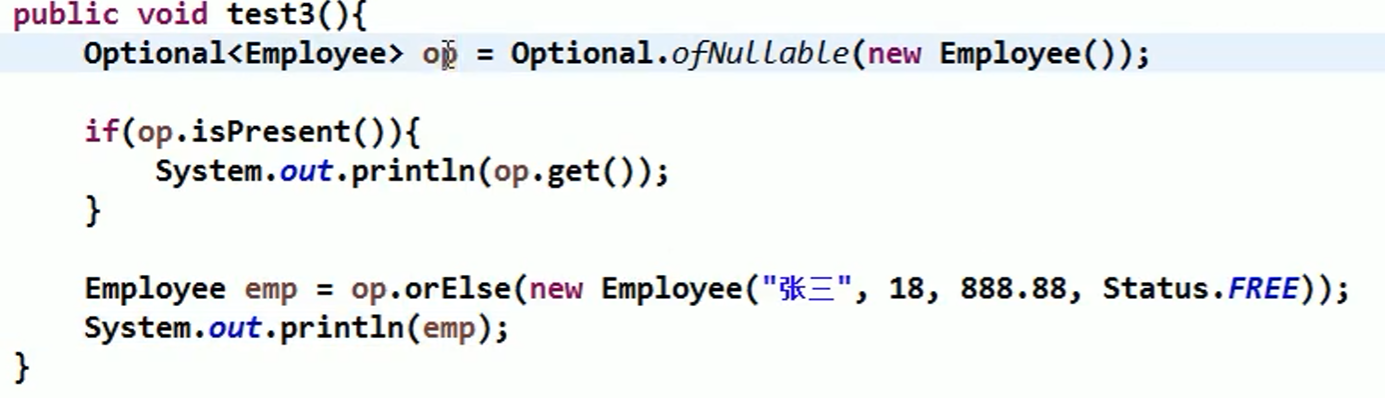 public void test3(){
Optional<Employee> op = Optional.ofNullable(new Employee());
if(op.isPresent()){
System.out.println(op.get());
}
Employee emp = op.orElse(new Employee("张三", 18, 888.88, Status.FREE));
System.out.println(emp);
}